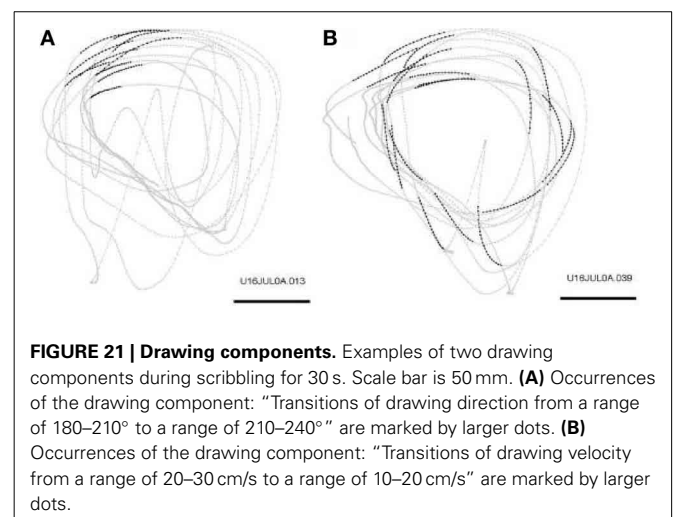 A
B
U16JUL0A.013
U16JUL0A.039
FIGURE 21 | Drawing components. Examples of two drawing
components during scribbling for 30 s. Scale bar is 50 mm. (A) Occurrences
of the drawing component: “Transitions of drawing direction from a range
of 180–210° to a range of 210–240°” are marked by larger dots. (B)
Occurrences of the drawing component: “Transitions of drawing velocity
from a range of 20–30 cm/s to a range of 10–20 cm/s” are marked by larger
dots.